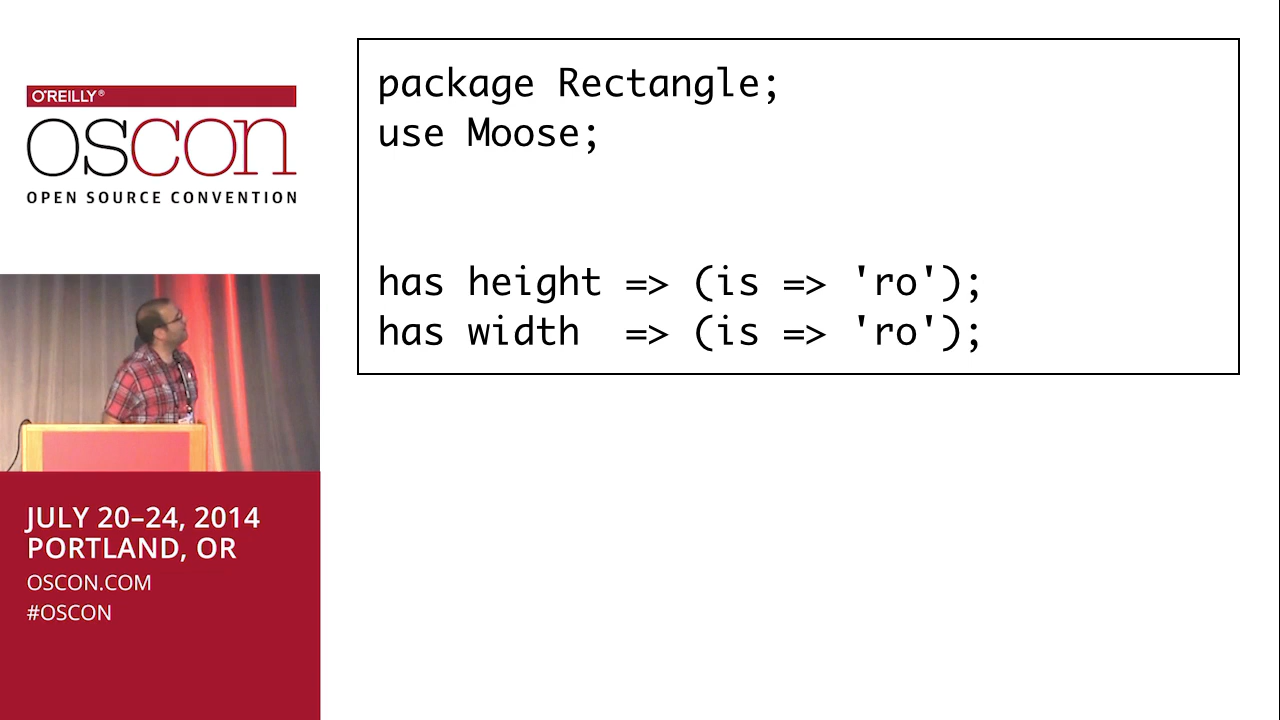 O'REILLY®
OSCON
OPEN SOURCE CONVENTION
JULY 20–24, 2014
PORTLAND, OR
OSCON.COM
#OSCON
package Rectangle;
use Moose;
has height => (is => 'ro');
has width  => (is => 'ro');